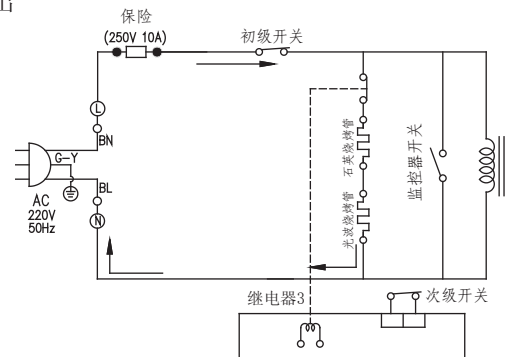 保险
(250V 10A)
初级开关
L
BN
G-Y
BL
N
AC
220V
50Hz
石英烧烤管
光波烧烤管
监控器开关
继电器3
次级开关